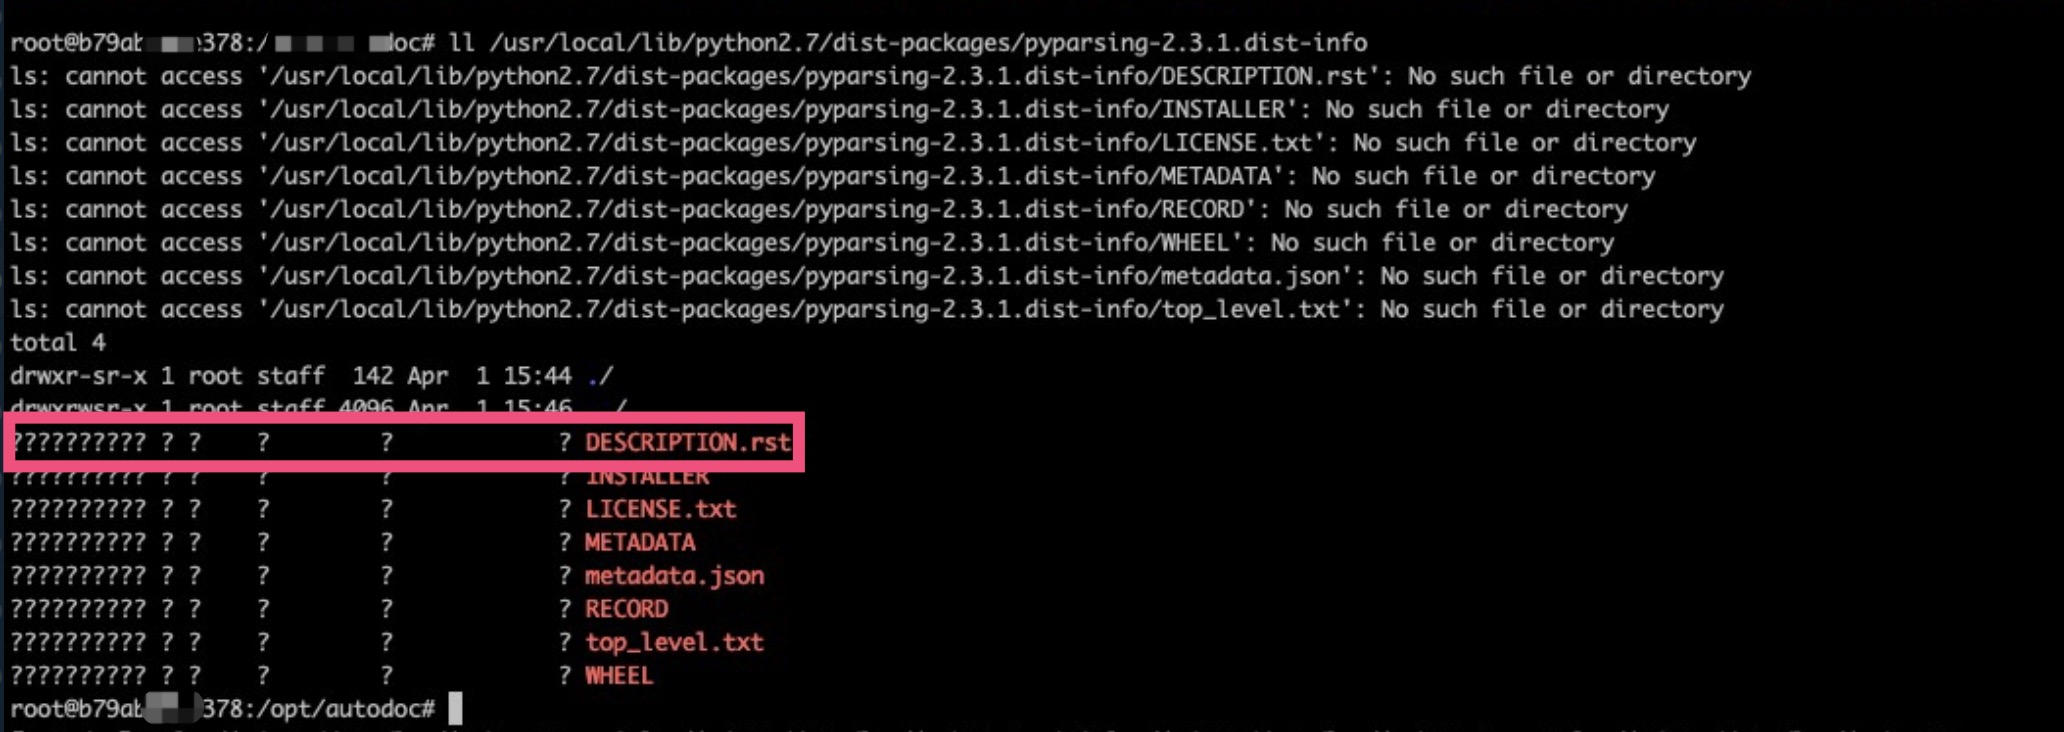 root@b79ab 378:/ doc# ll /usr/local/lib/python2.7/dist-packages/pyparsing-2.3.1.dist-info
ls: cannot access '/usr/local/lib/python2.7/dist-packages/pyparsing-2.3.1.dist-info/DESCRIPTION.rst': No such file or directory
ls: cannot access '/usr/local/lib/python2.7/dist-packages/pyparsing-2.3.1.dist-info/INSTALLER': No such file or directory
ls: cannot access '/usr/local/lib/python2.7/dist-packages/pyparsing-2.3.1.dist-info/LICENSE.txt': No such file or directory
ls: cannot access '/usr/local/lib/python2.7/dist-packages/pyparsing-2.3.1.dist-info/METADATA': No such file or directory
ls: cannot access '/usr/local/lib/python2.7/dist-packages/pyparsing-2.3.1.dist-info/RECORD': No such file or directory
ls: cannot access '/usr/local/lib/python2.7/dist-packages/pyparsing-2.3.1.dist-info/WHEEL': No such file or directory
ls: cannot access '/usr/local/lib/python2.7/dist-packages/pyparsing-2.3.1.dist-info/metadata.json': No such file or directory
ls: cannot access '/usr/local/lib/python2.7/dist-packages/pyparsing-2.3.1.dist-info/top_level.txt': No such file or directory
total 4
drwxr-sr-x 1 root staff  142 Apr  1 15:44 ./
drwxrwsr-x 1 root staff 4096 Apr  1 15:46 /
?????????? ? ?    ?        ?             ? DESCRIPTION.rst
?????????? ? ?    ?        ?             ? INSTALLER
?????????? ? ?    ?        ?             ? LICENSE.txt
?????????? ? ?    ?        ?             ? METADATA
?????????? ? ?    ?        ?             ? metadata.json
?????????? ? ?    ?        ?             ? RECORD
?????????? ? ?    ?        ?             ? top_level.txt
?????????? ? ?    ?        ?             ? WHEEL
root@b79ab 378:/opt/autodoc#